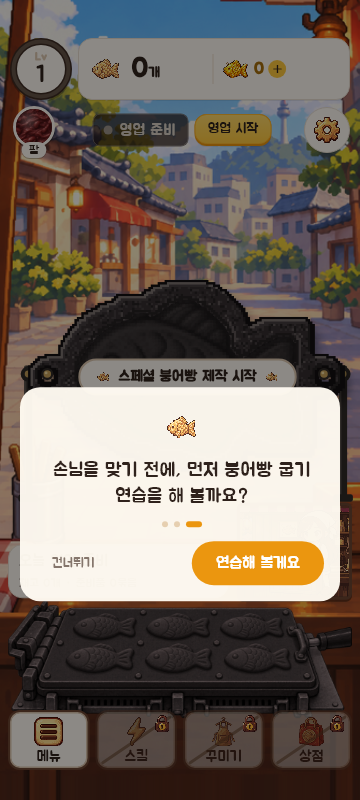 Lv
1
0개
0
팥
영업 준비
영업 시작
스페셜 붕어빵 제작 시작
손님을 맞기 전에, 먼저 붕어빵 굽기
연습을 해 볼까요?
건너뛰기
연습해 볼게요
메뉴
스킬
꾸미기
상점